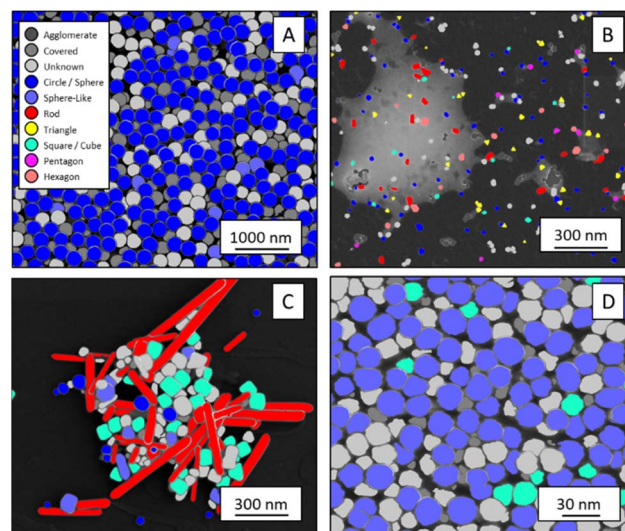 A
Agglomerate
Covered
Unknown
Circle / Sphere
Sphere-Like
Rod
Triangle
Square / Cube
Pentagon
Hexagon
1000 nm
B
300 nm
C
300 nm
D
30 nm